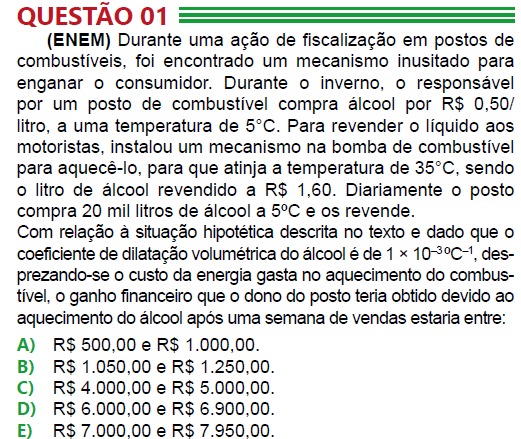 QUESTÃO 01
(ENEM) Durante uma ação de fiscalização em postos de
combustíveis, foi encontrado um mecanismo inusitado para
enganar o consumidor. Durante o inverno, o responsável
por um posto de combustível compra álcool por R$ 0,50/
litro, a uma temperatura de 5°C. Para revender o líquido aos
motoristas, instalou um mecanismo na bomba de combustível
para aquecê-lo, para que atinja a temperatura de 35°C, sendo
o litro de álcool revendido a R$ 1,60. Diariamente o posto
compra 20 mil litros de álcool a 5ºC e os revende.
Com relação à situação hipotética descrita no texto e dado que o
coeficiente de dilatação volumétrica do álcool é de 1 × 10⁻³ ºC⁻¹, des-
prezando-se o custo da energia gasta no aquecimento do combus-
tível, o ganho financeiro que o dono do posto teria obtido devido ao
aquecimento do álcool após uma semana de vendas estaria entre:
A) R$ 500,00 e R$ 1.000,00.
B) R$ 1.050,00 e R$ 1.250,00.
C) R$ 4.000,00 e R$ 5.000,00.
D) R$ 6.000,00 e R$ 6.900,00.
E) R$ 7.000,00 e R$ 7.950,00.